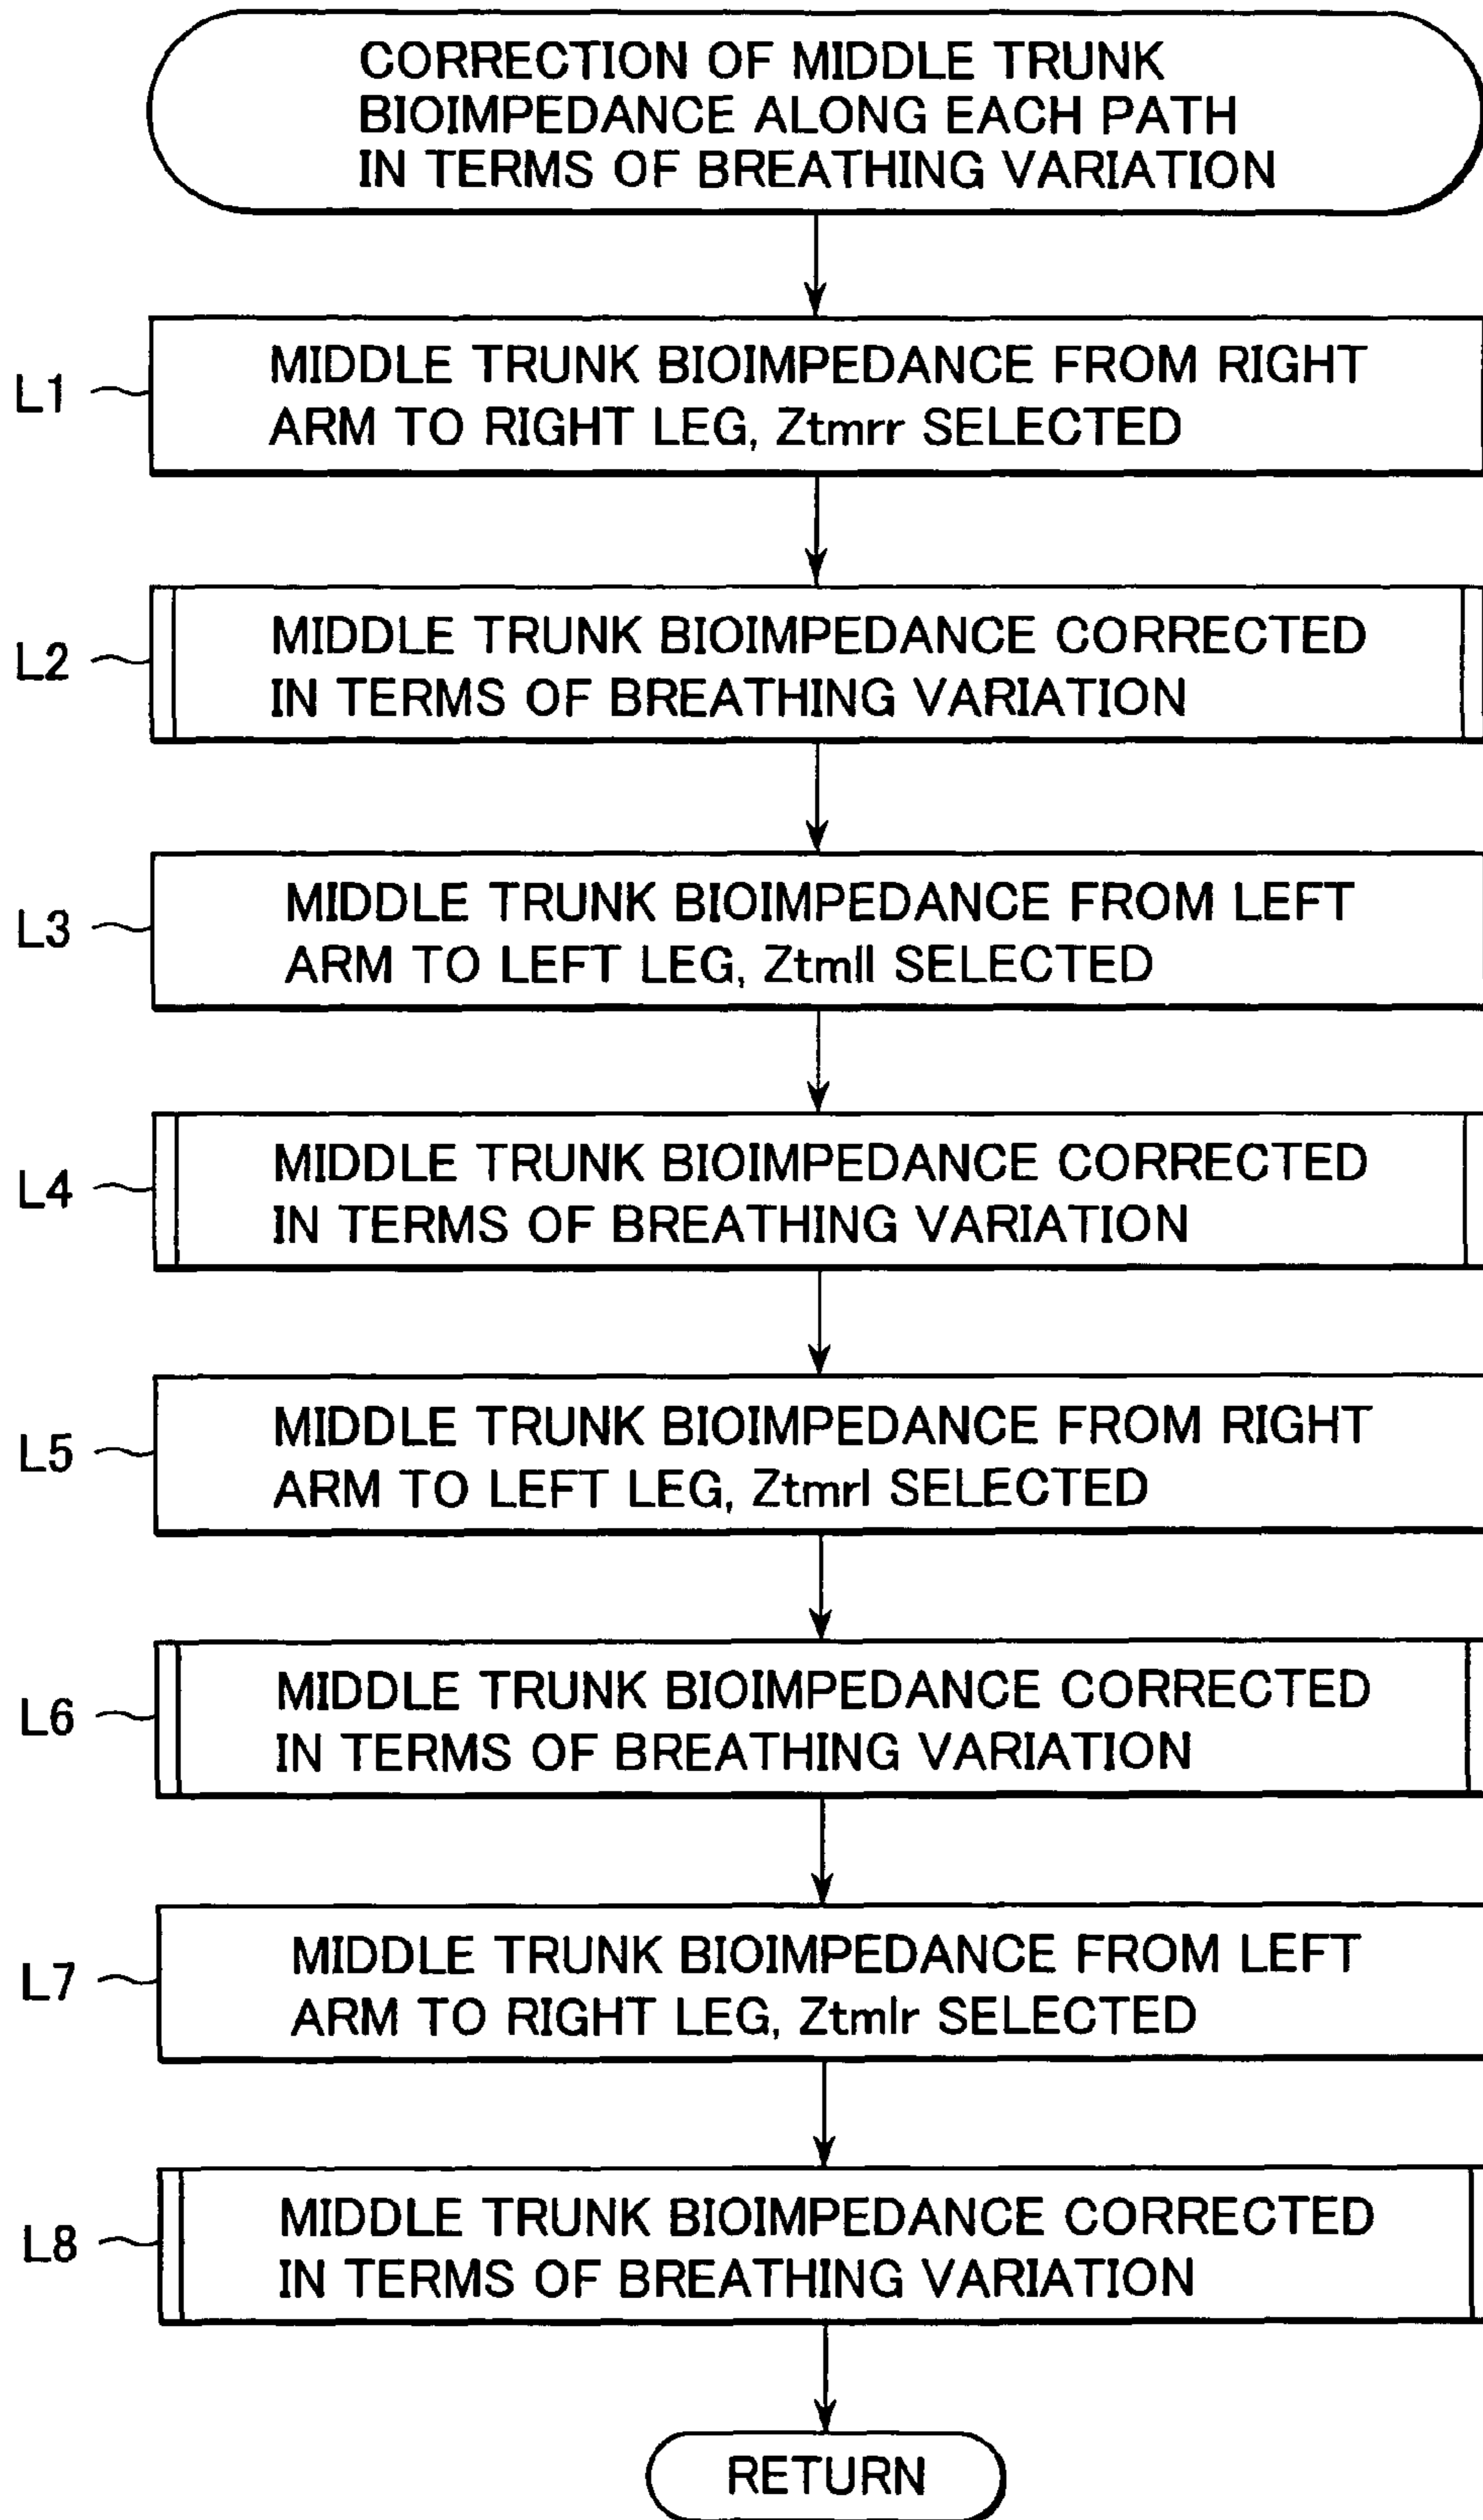 CORRECTION OF MIDDLE TRUNK
BIOIMPEDANCE ALONG EACH PATH
IN TERMS OF BREATHING VARIATION
L1
MIDDLE TRUNK BIOIMPEDANCE FROM RIGHT
ARM TO RIGHT LEG, Ztmrr SELECTED
L2
MIDDLE TRUNK BIOIMPEDANCE CORRECTED
IN TERMS OF BREATHING VARIATION
L3
MIDDLE TRUNK BIOIMPEDANCE FROM LEFT
ARM TO LEFT LEG, Ztmll SELECTED
L4
MIDDLE TRUNK BIOIMPEDANCE CORRECTED
IN TERMS OF BREATHING VARIATION
L5
MIDDLE TRUNK BIOIMPEDANCE FROM RIGHT
ARM TO LEFT LEG, Ztmrl SELECTED
L6
MIDDLE TRUNK BIOIMPEDANCE CORRECTED
IN TERMS OF BREATHING VARIATION
L7
MIDDLE TRUNK BIOIMPEDANCE FROM LEFT
ARM TO RIGHT LEG, Ztmlr SELECTED
L8
MIDDLE TRUNK BIOIMPEDANCE CORRECTED
IN TERMS OF BREATHING VARIATION
RETURN